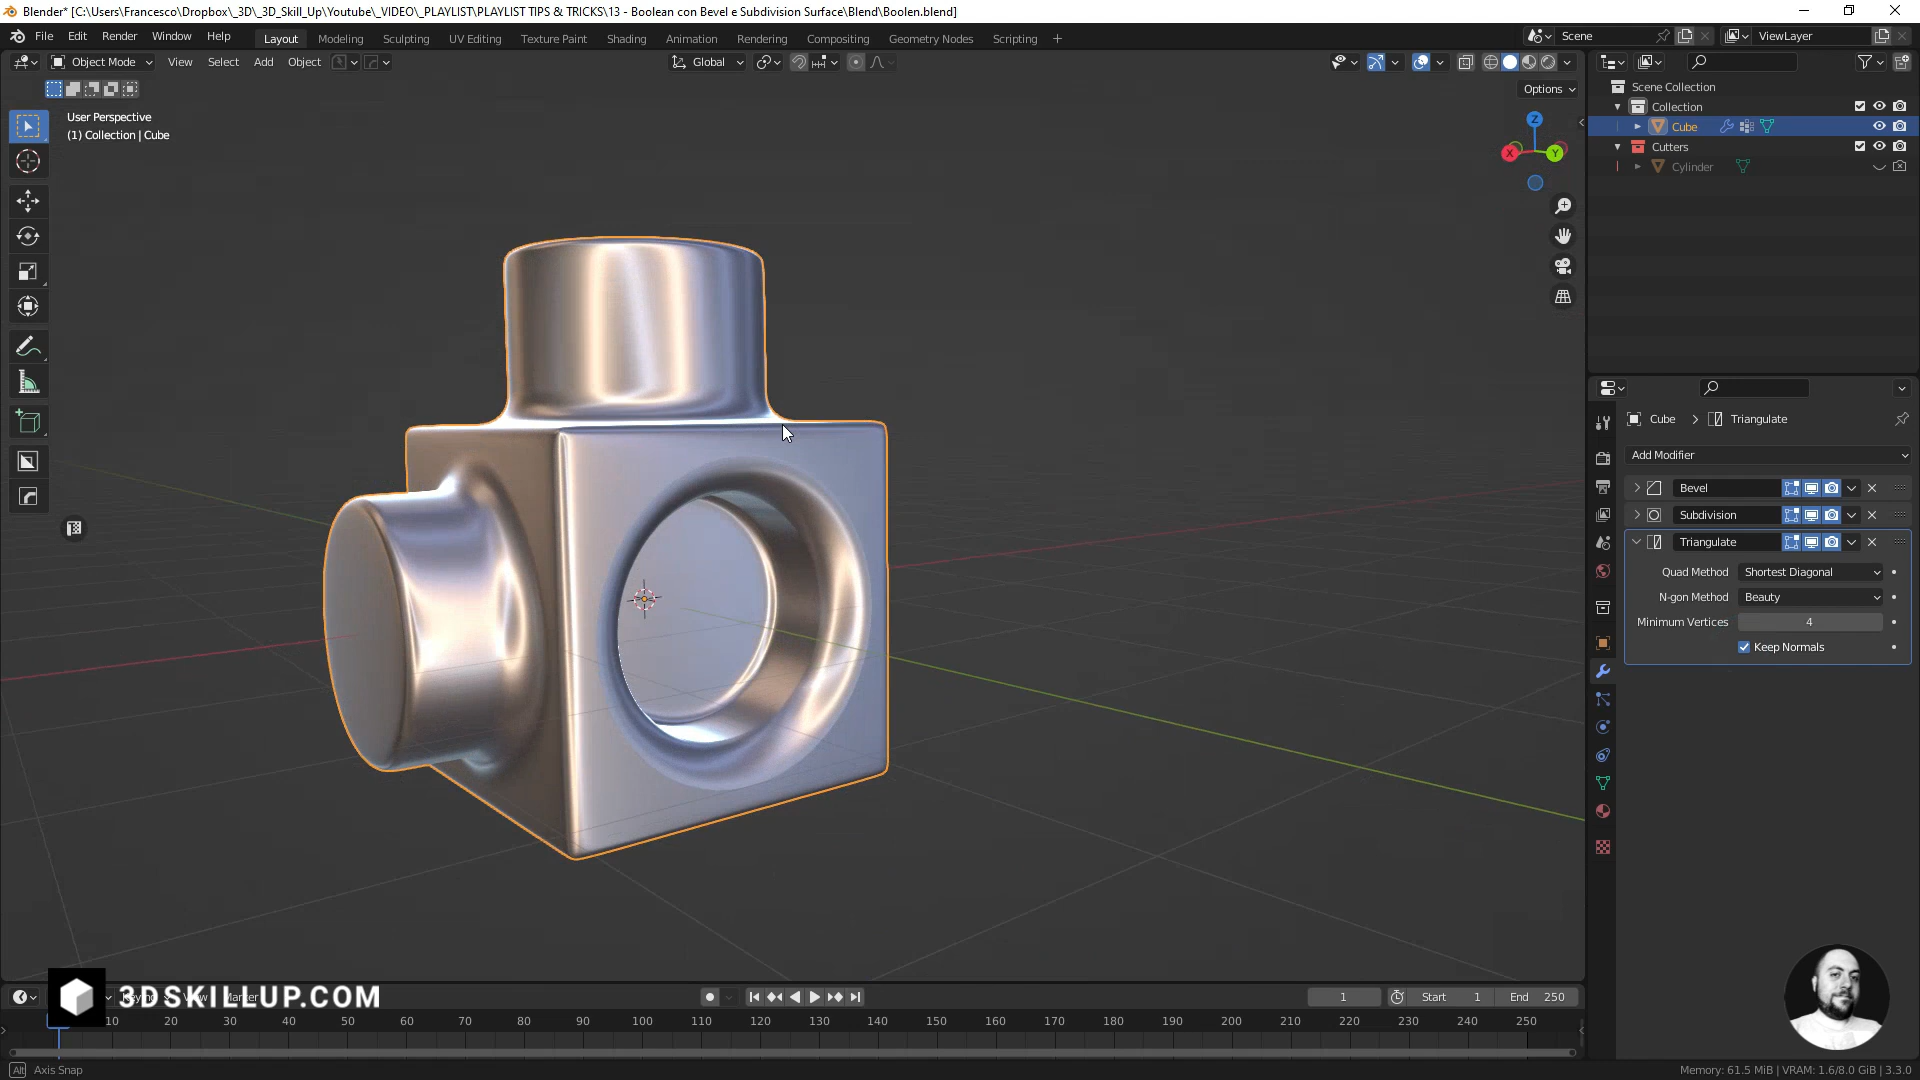 Blender* [C:\Users\Francesco\Dropbox\_3D\_3D_Skill_Up\Youtube\_VIDEO\_PLAYLIST\PLAYLIST TIPS & TRICKS\13 - Boolean con Bevel e Subdivision Surface\Blend\Boolen.blend]
File Edit Render Window Help Layout Modeling Sculpting UV Editing Texture Paint Shading Animation Rendering Compositing Geometry Nodes Scripting + Scene ViewLayer
Object Mode View Select Add Object Global
Options
User Perspective
(1) Collection | Cube
Z
X
Y
Scene Collection
Collection
Cube
Cutters
Cylinder
Cube > Triangulate
Add Modifier
Bevel
Subdivision
Triangulate
Quad Method Shortest Diagonal
N-gon Method Beauty
Minimum Vertices 4
Keep Normals
3DSKILLUP.COM
View Marker
1 Start 1 End 250
10 20 30 40 50 60 70 80 90 100 110 120 130 140 150 160 170 180 190 200 210 220 230 240 250
Alt Axis Snap
Memory: 61.5 MiB | VRAM: 1.6/8.0 GiB | 3.3.0